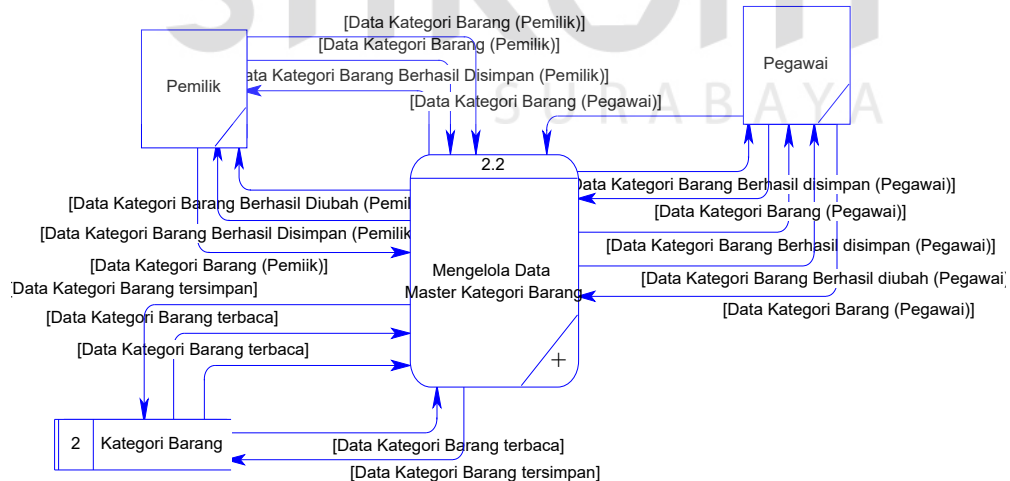 [Data Kategori Barang (Pemilik)]
[Data Kategori Barang (Pemilik)]
Pemilik
ata Kategori Barang Berhasil Disimpan (Pemilik)]
Pegawai
[Data Kategori Barang (Pegawai)]
SURABAYA
2.2
Data Kategori Barang Berhasil disimpan (Pegawai)]
[Data Kategori Barang Berhasil Diubah (Pemil
[Data Kategori Barang (Pegawai)]
[Data Kategori Barang Berhasil Disimpan (Pemilik
[Data Kategori Barang Berhasil disimpan (Pegawai)]
[Data Kategori Barang (Pemiik)]
Mengelola Data
Master Kategori Barang
[Data Kategori Barang Berhasil diubah (Pegawai
[Data Kategori Barang tersimpan]
[Data Kategori Barang (Pegawai)]
[Data Kategori Barang terbaca]
[Data Kategori Barang terbaca]
+
2 Kategori Barang
[Data Kategori Barang terbaca]
[Data Kategori Barang tersimpan]